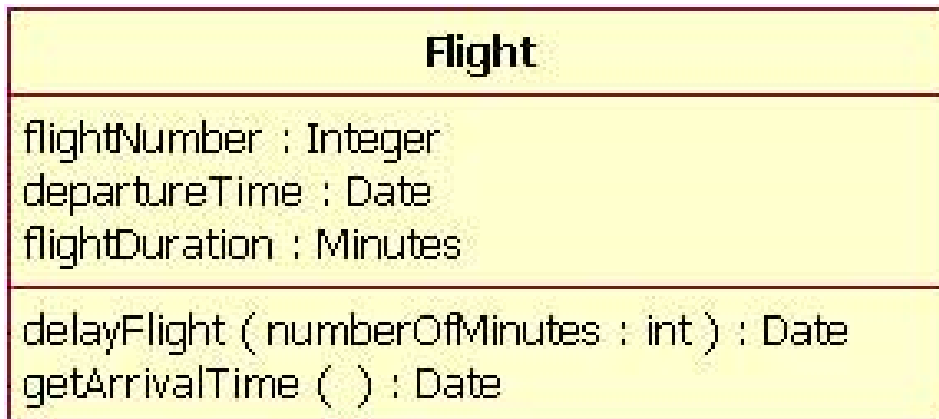 Flight
flightNumber : Integer
departureTime : Date
flightDuration : Minutes
delayFlight ( numberOfMinutes : int ) : Date
getArrivalTime ( ) : Date